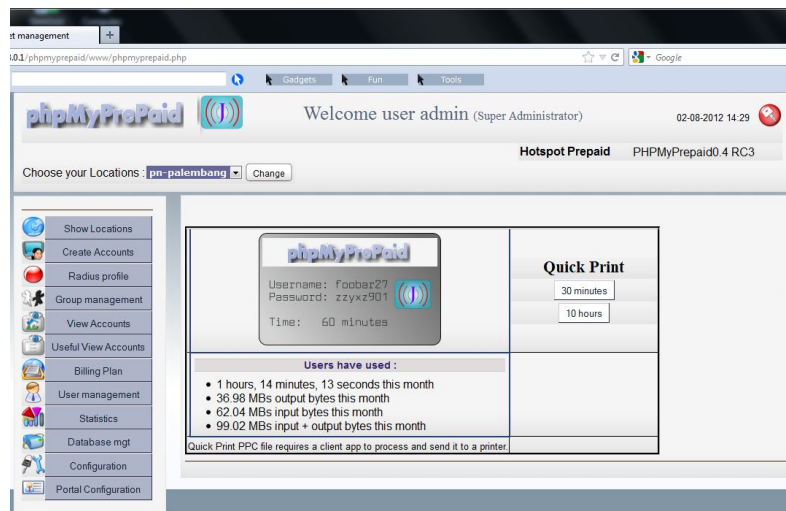 et management
+
.0.1/phpmyprepaid/www/phpmyprepaid.php
Google
Gadgets Fun Tools
phpMyPrePaid (((J))) Welcome user admin (Super Administrator) 02-08-2012 14:29
Hotspot Prepaid PHPMyPrepaid0.4 RC3
Choose your Locations : pn-palembang Change
Show Locations
Create Accounts
Radius profile
Group management
View Accounts
Useful View Accounts
Billing Plan
User management
Statistics
Database mgt
Configuration
Portal Configuration
phpMyPrePaid
Username: foobar27
Password: zzyxz901
(((J)))
Time: 60 minutes
Quick Print
30 minutes
10 hours
Users have used :
• 1 hours, 14 minutes, 13 seconds this month
• 36.98 MBs output bytes this month
• 62.04 MBs input bytes this month
• 99.02 MBs input + output bytes this month
Quick Print PPC file requires a client app to process and send it to a printer.